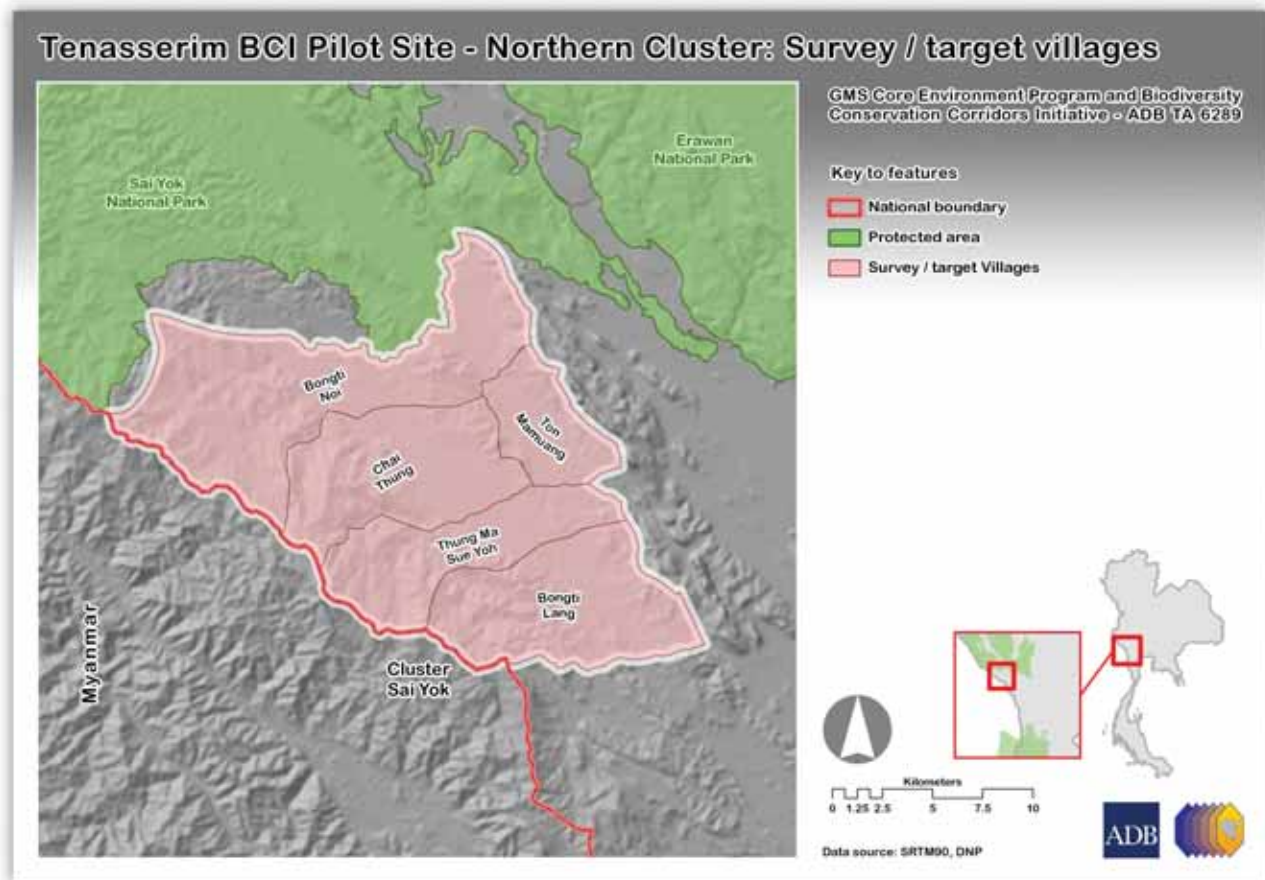 Tenasserim BCI Pilot Site - Northern Cluster: Survey / target villages
GMS Core Environment Program and Biodiversity
Conservation Corridors Initiative - ADB TA 6289
Key to features
National boundary
Protected area
Survey / target Villages
Erawan
National Park
Sai Yok
National Park
Bongti
Noi
Ton
Mamuang
Chai
Thung
Thung Ma
Sue Yoh
Bongti
Lang
Myanmar
Cluster
Sai Yok
Kilometers
0 1.25 2.5 5 7.5 10
Data source: SRTM90, DNP
ADB